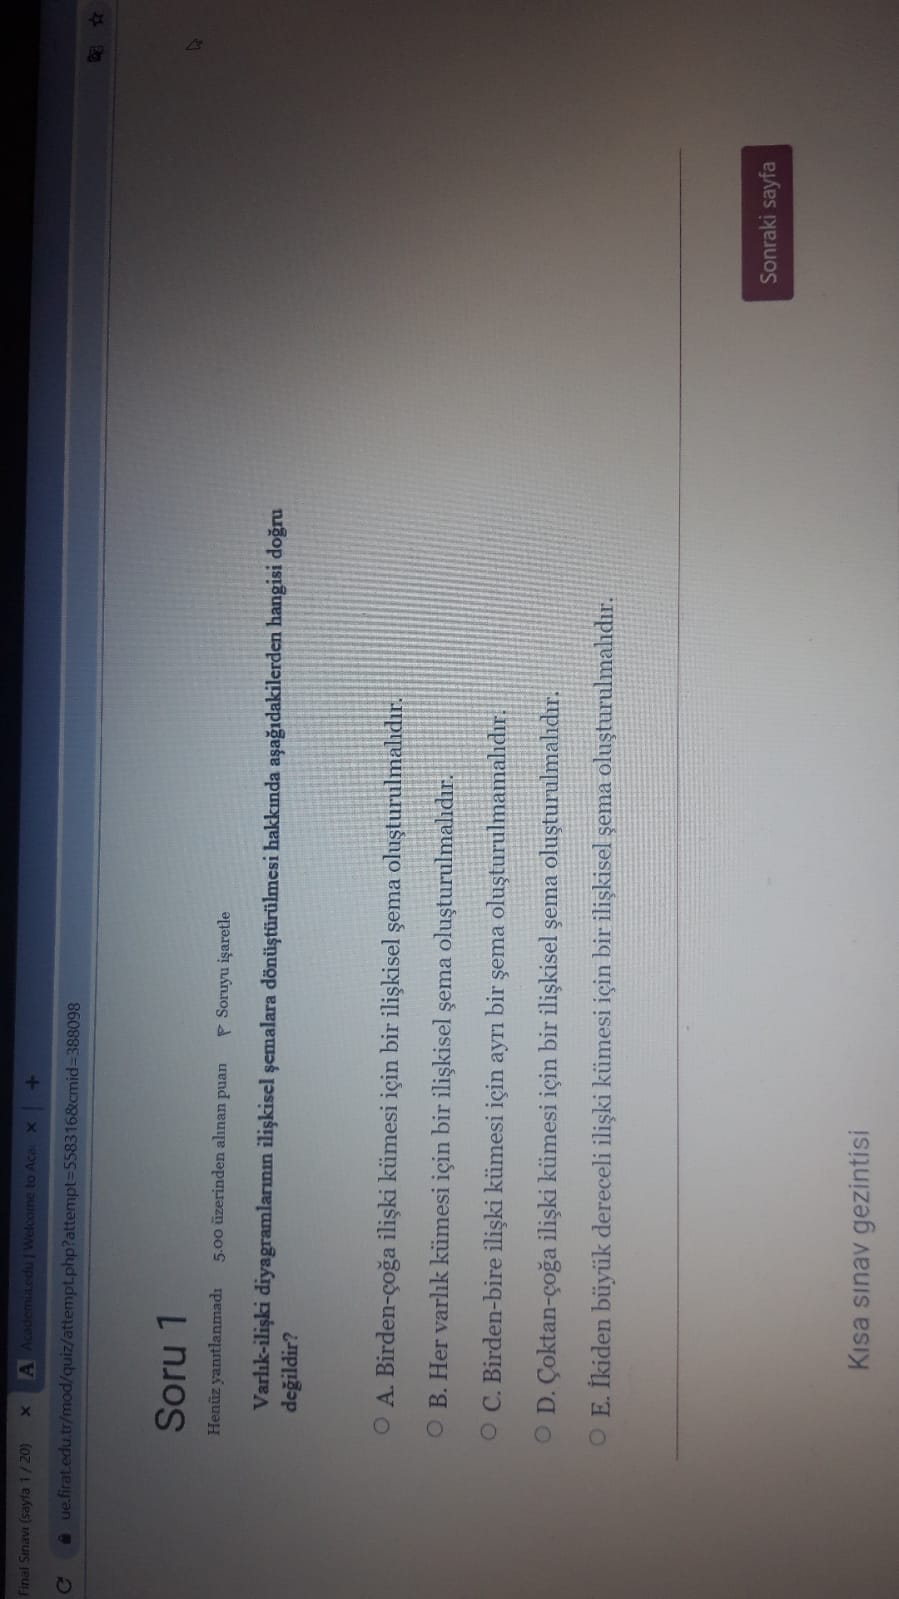 Final Sınavı (sayfa 1 / 20) × A Academia.edu | Welcome to Aca × +
ue.firat.edu.tr/mod/quiz/attempt.php?attempt=558316&cmid=388098
Soru 1
Henüz yanıtlanmadı 5.00 üzerinden alınan puan Soruyu işaretle
Varlık-ilişki diyagramlarının ilişkisel şemalara dönüştürülmesi hakkında aşağıdakilerden hangisi doğru
değildir?
A. Birden-çoğa ilişki kümesi için bir ilişkisel şema oluşturulmalıdır.
B. Her varlık kümesi için bir ilişkisel şema oluşturulmalıdır.
C. Birden-bire ilişki kümesi için ayrı bir şema oluşturulmamalıdır.
D. Çoktan-çoğa ilişki kümesi için bir ilişkisel şema oluşturulmalıdır.
E. İkiden büyük dereceli ilişki kümesi için bir ilişkisel şema oluşturulmalıdır.
Sonraki sayfa
Kısa sınav gezintisi